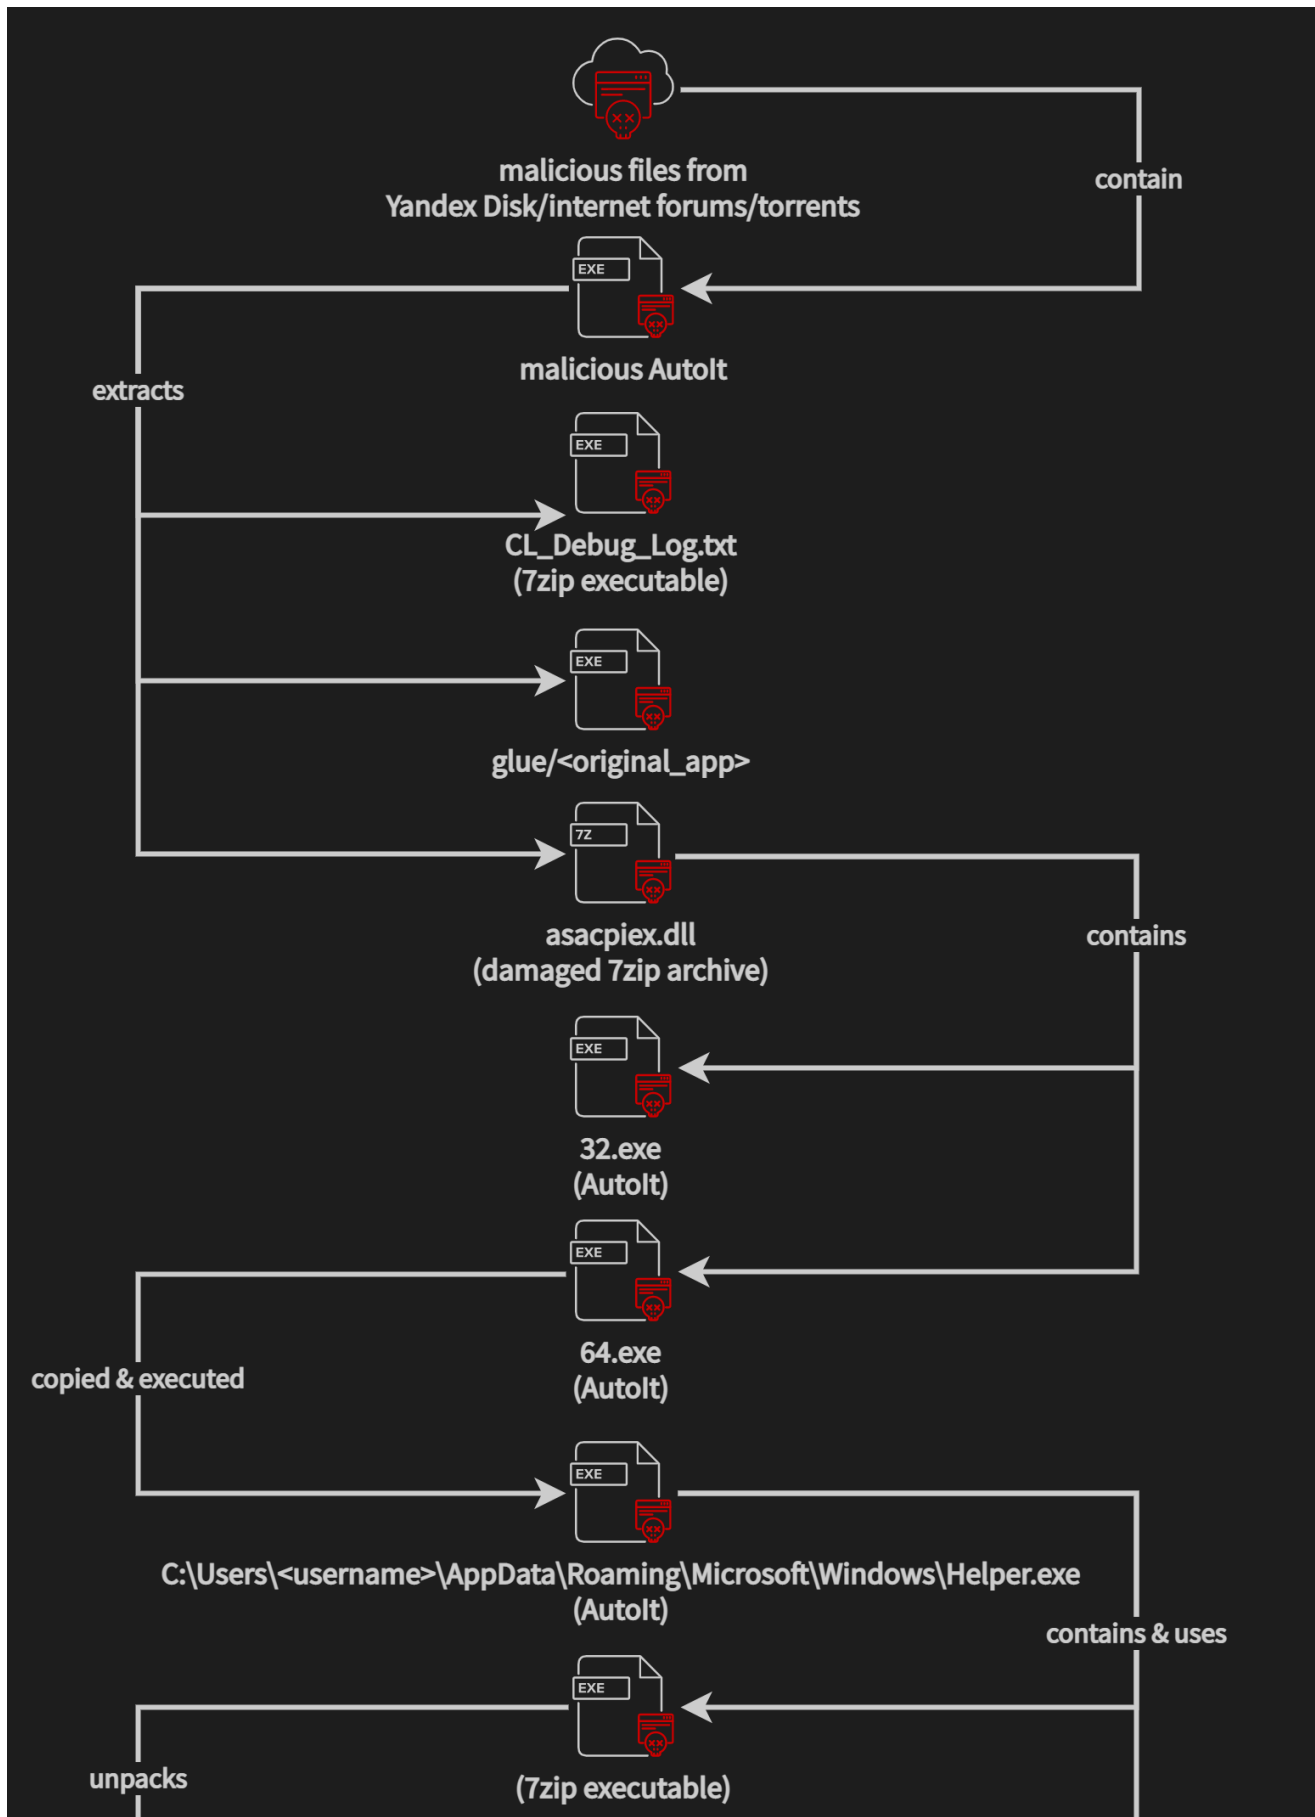 malicious files from
Yandex Disk/internet forums/torrents
contain
EXE
malicious AutoIt
extracts
EXE
CL_Debug_Log.txt
(7zip executable)
EXE
glue/<original_app>
7Z
asacpiex.dll
(damaged 7zip archive)
contains
EXE
32.exe
(AutoIt)
EXE
64.exe
(AutoIt)
copied & executed
EXE
C:\Users\<username>\AppData\Roaming\Microsoft\Windows\Helper.exe
(AutoIt)
contains & uses
EXE
(7zip executable)
unpacks